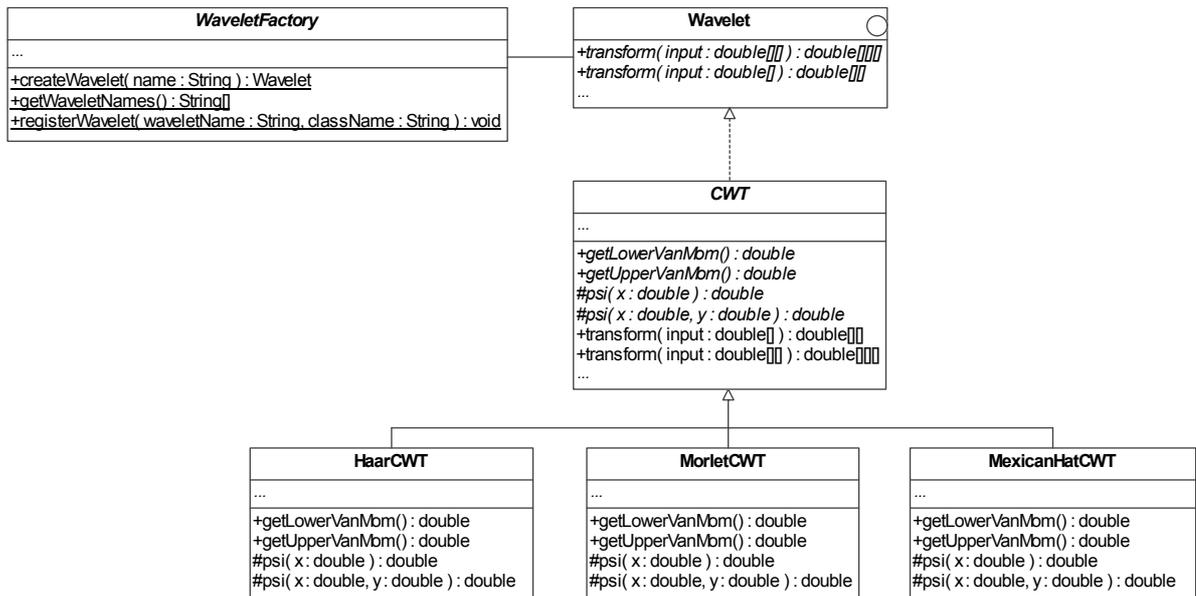 WaveletFactory
...
+createWavelet( name : String ) : Wavelet
+getWaveletNames() : String[]
+registerWavelet( waveletName : String, className : String ) : void
Wavelet
+transform( input : double[][] ) : double[][][]
+transform( input : double[] ) : double[][]
...
CWT
...
+getLowerVanMom() : double
+getUpperVanMom() : double
#psi( x : double ) : double
#psi( x : double, y : double ) : double
+transform( input : double[] ) : double[][]
+transform( input : double[][] ) : double[][][]
...
HaarCWT
...
+getLowerVanMom() : double
+getUpperVanMom() : double
#psi( x : double ) : double
#psi( x : double, y : double ) : double
MorletCWT
...
+getLowerVanMom() : double
+getUpperVanMom() : double
#psi( x : double ) : double
#psi( x : double, y : double ) : double
MexicanHatCWT
...
+getLowerVanMom() : double
+getUpperVanMom() : double
#psi( x : double ) : double
#psi( x : double, y : double ) : double